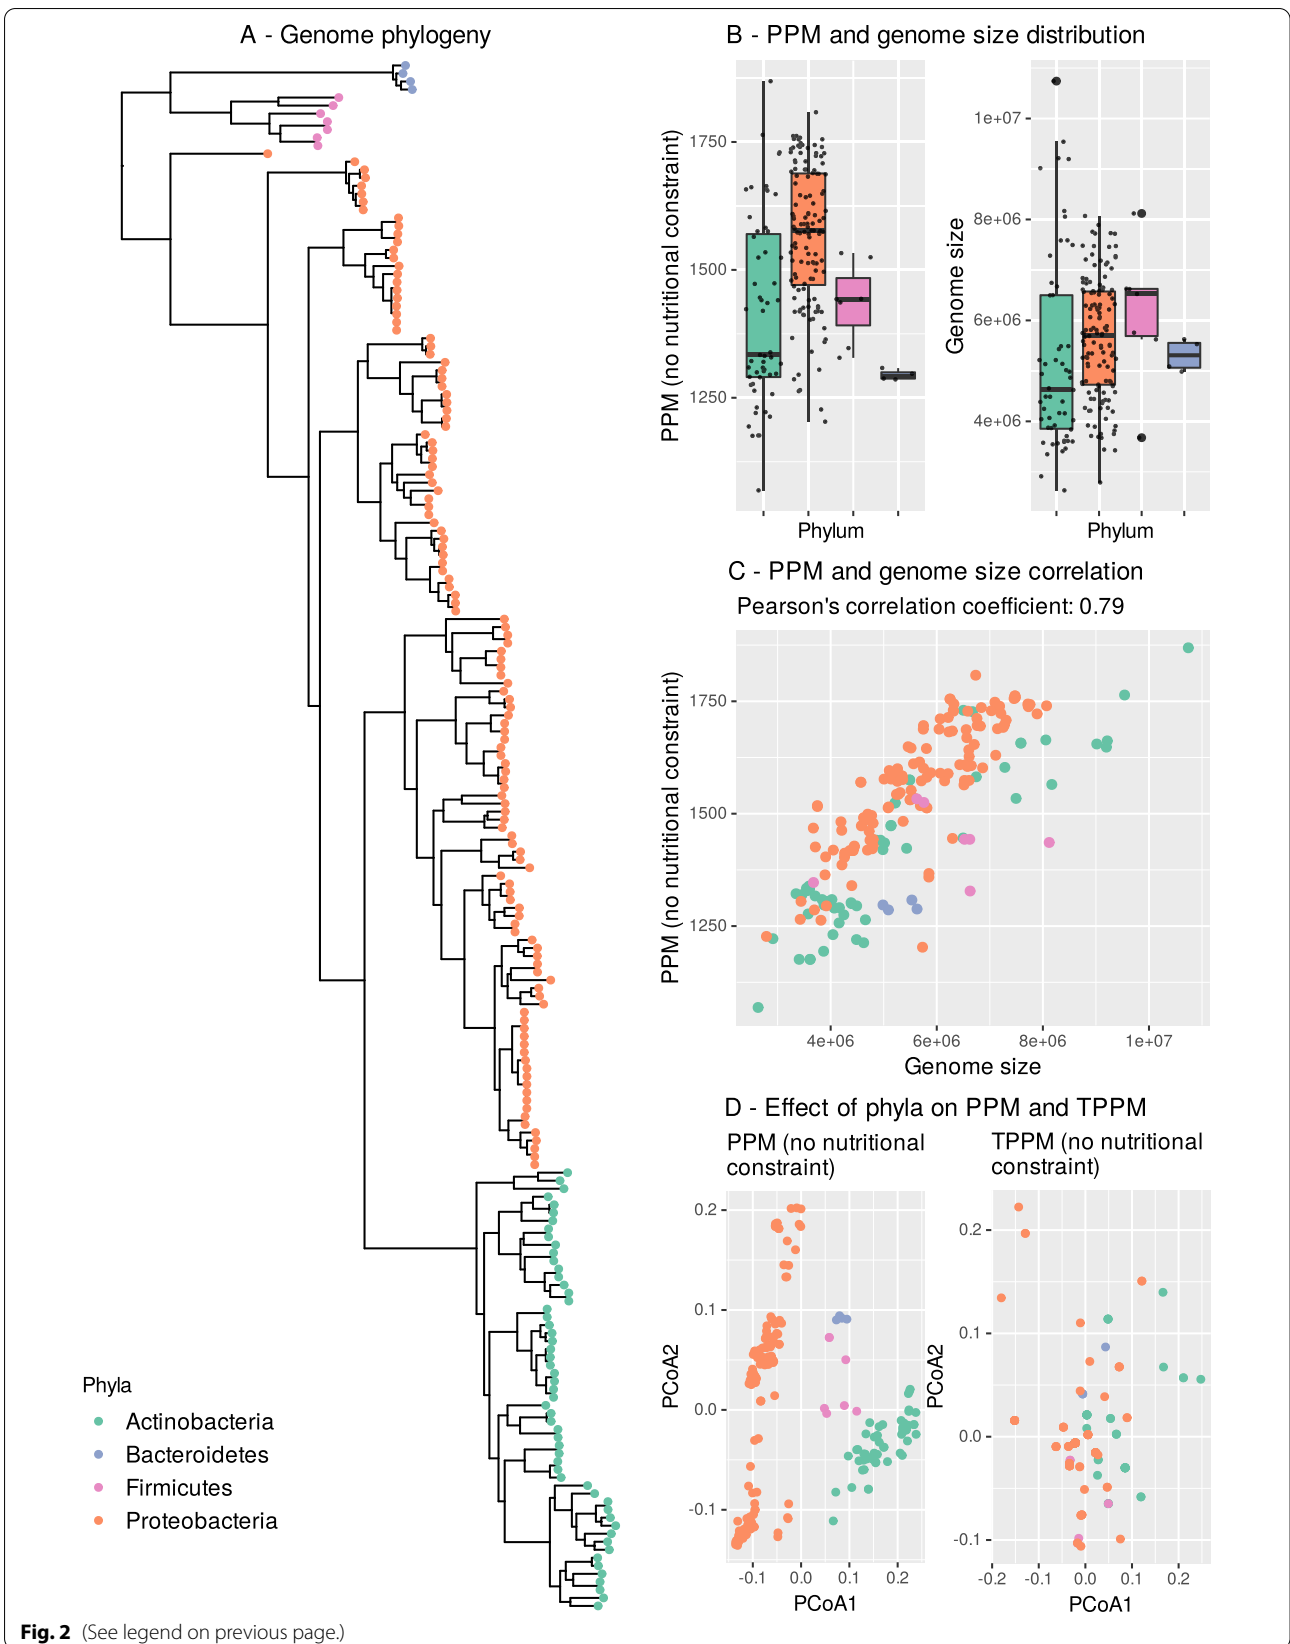 A - Genome phylogeny
Phyla
Actinobacteria
Bacteroidetes
Firmicutes
Proteobacteria
B - PPM and genome size distribution
PPM (no nutritional constraint)
1750
1500
1250
Phylum
Genome size
1e+07
8e+06
6e+06
4e+06
Phylum
C - PPM and genome size correlation
Pearson's correlation coefficient: 0.79
PPM (no nutritional constraint)
1750
1500
1250
4e+06 6e+06 8e+06 1e+07
Genome size
D - Effect of phyla on PPM and TPPM
PPM (no nutritional
constraint)
PCoA2
0.2
0.1
0.0
-0.1
-0.1 0.0 0.1 0.2
PCoA1
TPPM (no nutritional
constraint)
PCoA2
0.2
0.1
0.0
-0.1
-0.2 -0.1 0.0 0.1 0.2
PCoA1
Fig. 2 (See legend on previous page.)